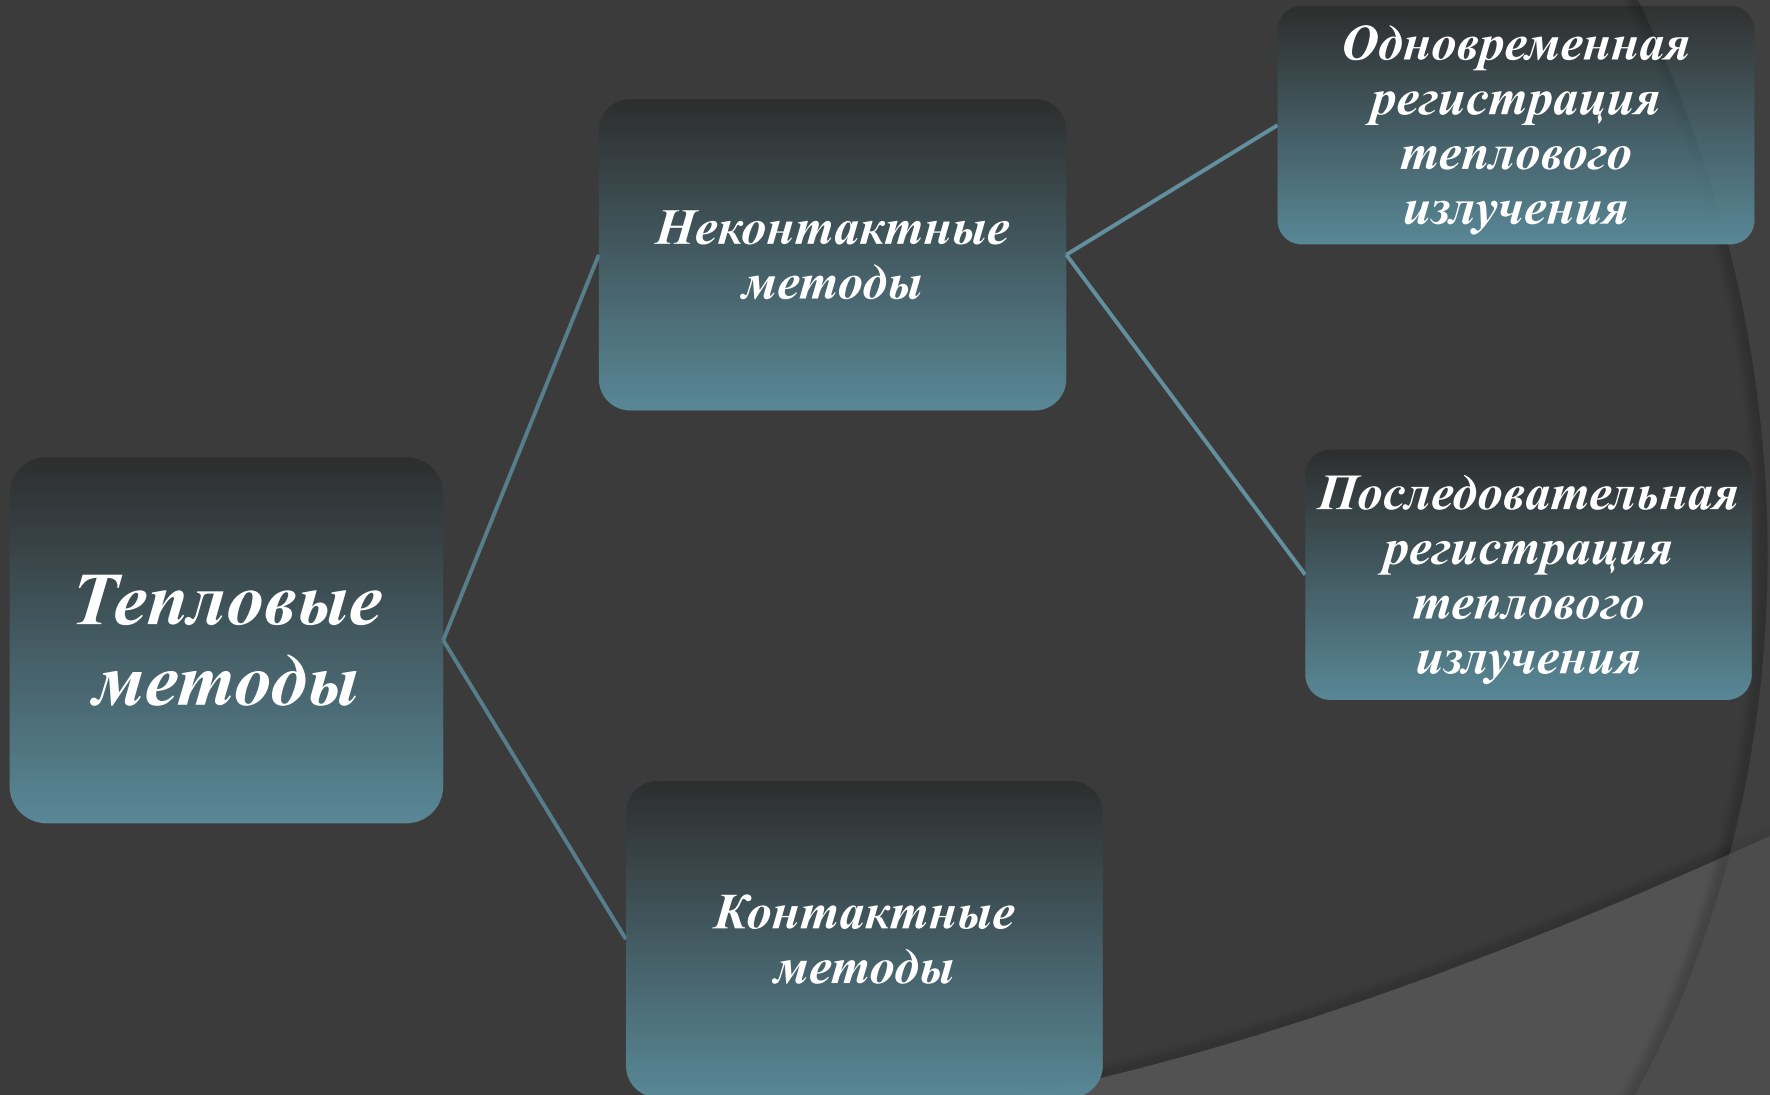 Одновременная
регистрация
теплового
излучения
Неконтактные
методы
Последовательная
регистрация
теплового
излучения
Тепловые
методы
Контактные
методы